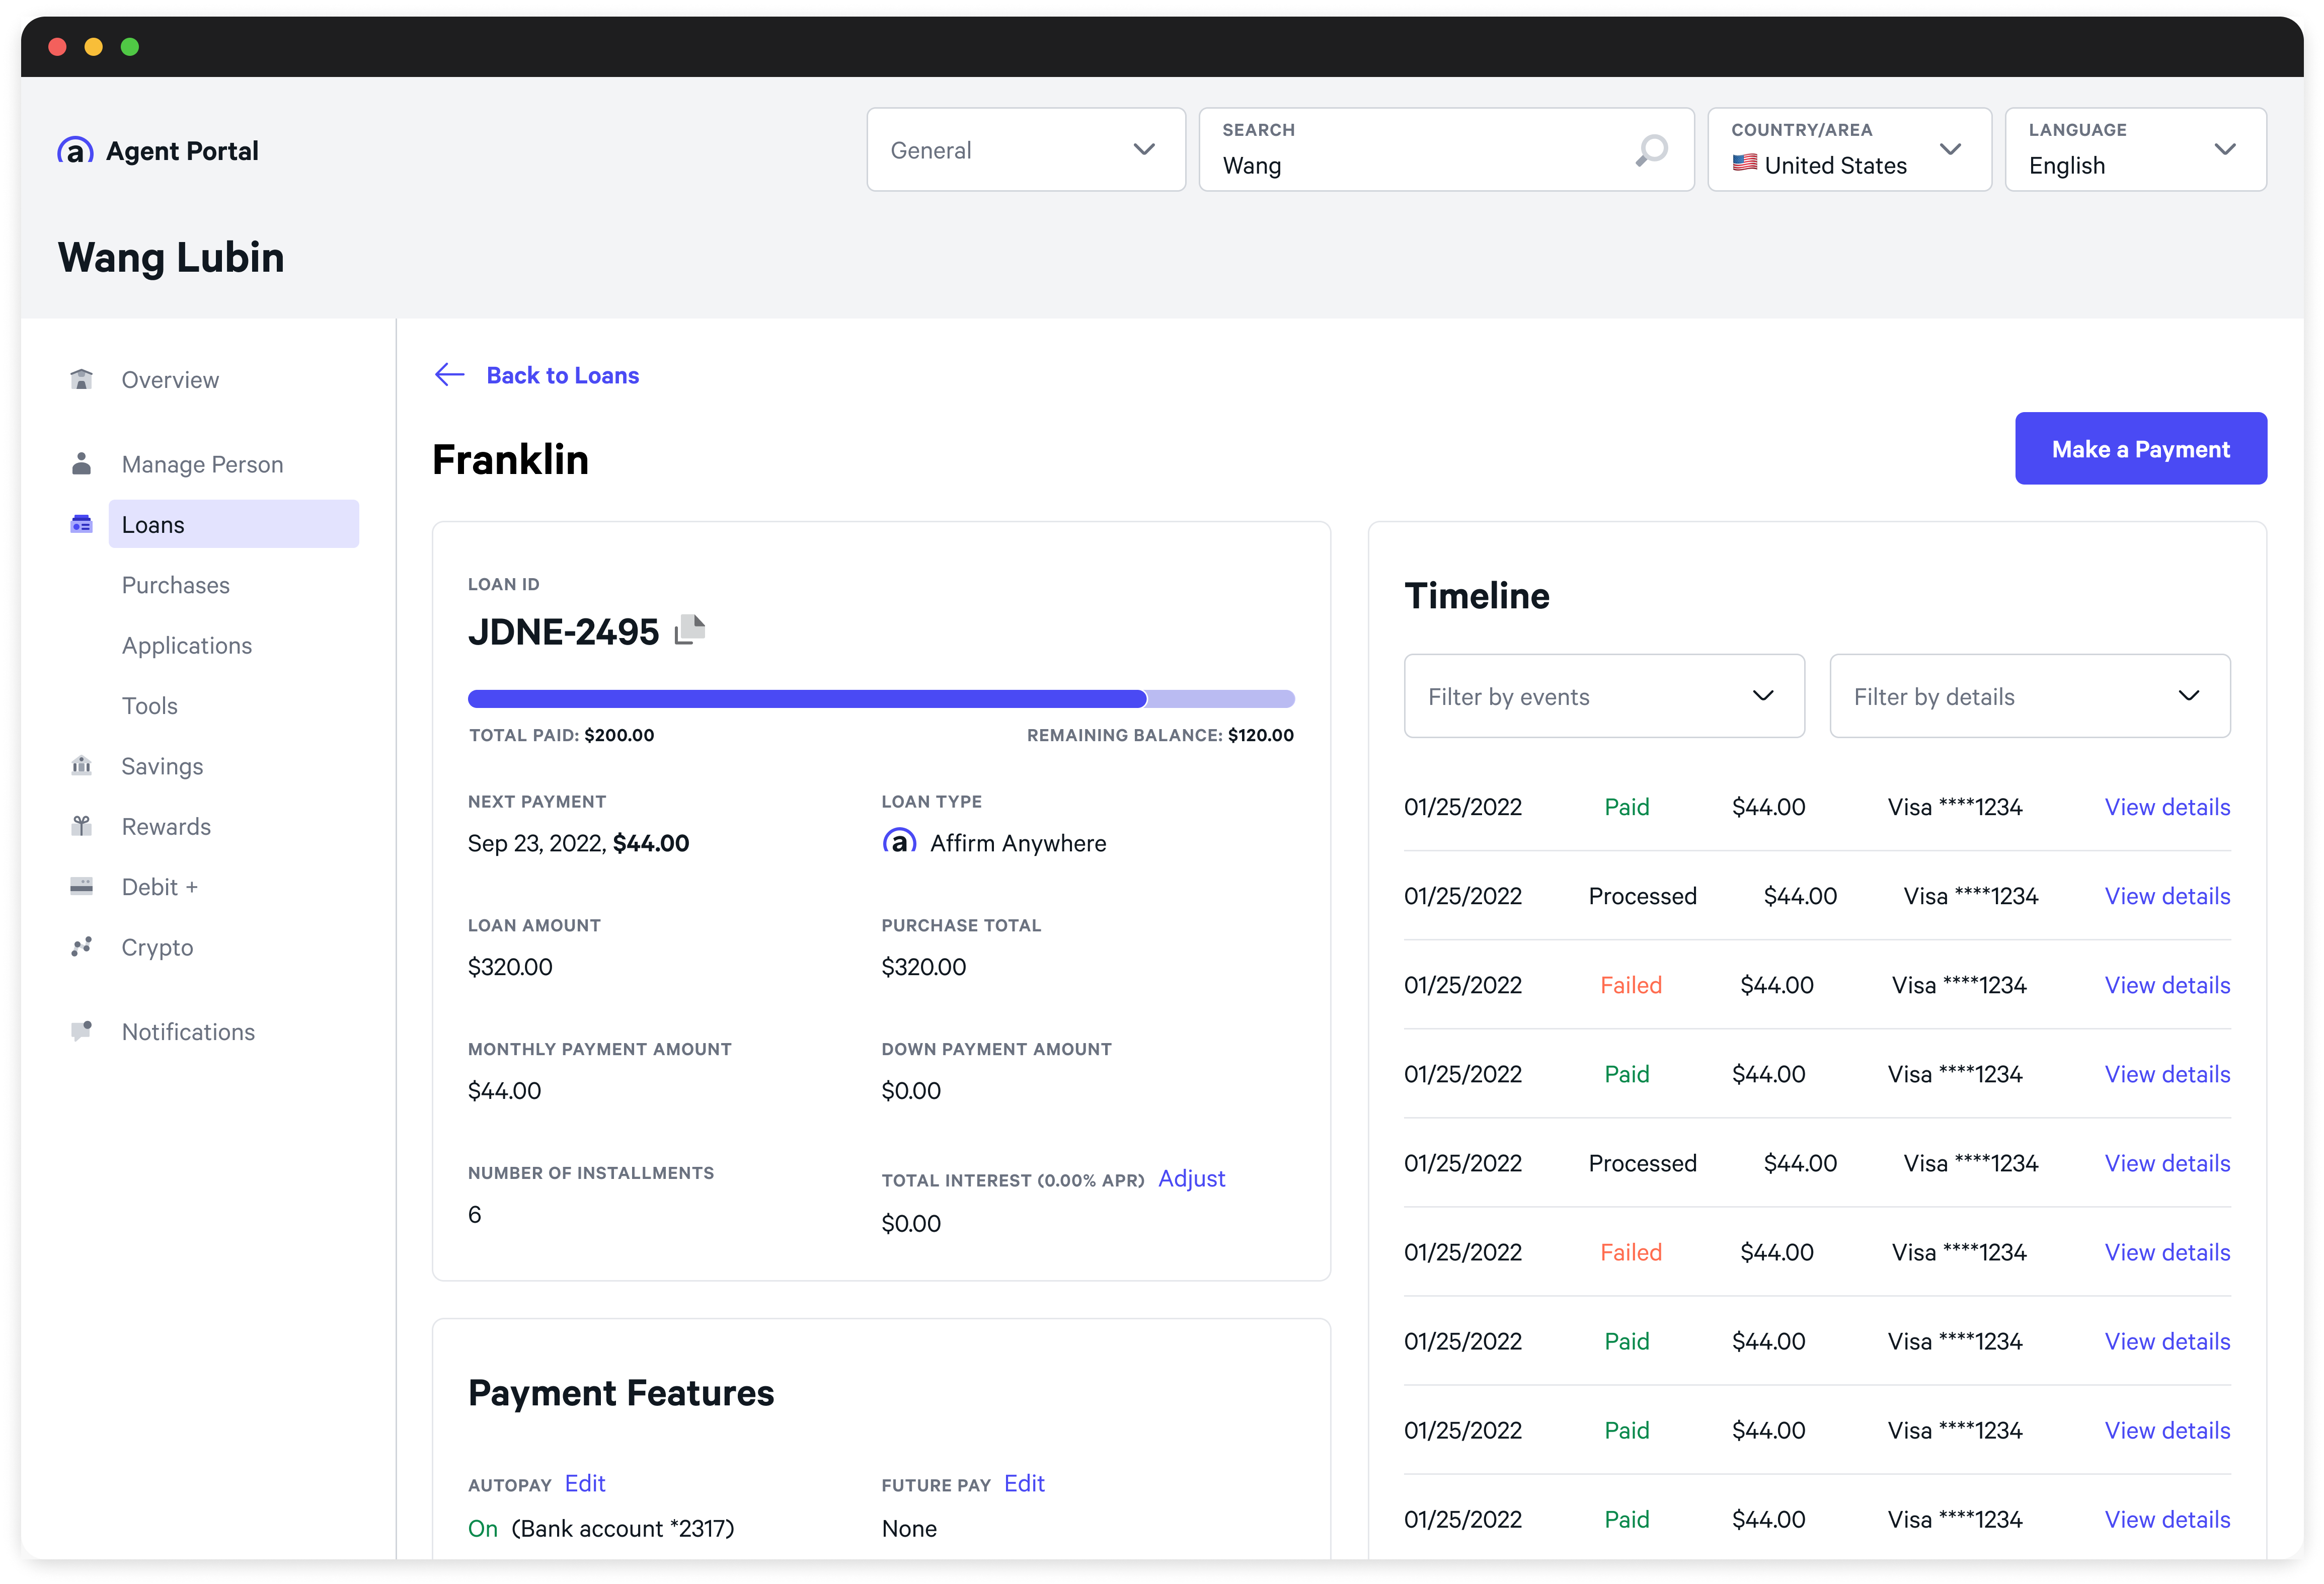 a Agent Portal
General
SEARCH
Wang
COUNTRY/AREA
United States
LANGUAGE
English
Wang Lubin
Overview
Manage Person
Loans
Purchases
Applications
Tools
Savings
Rewards
Debit +
Crypto
Notifications
Back to Loans
Franklin
Make a Payment
LOAN ID
JDNE-2495
TOTAL PAID: $200.00
REMAINING BALANCE: $120.00
NEXT PAYMENT
Sep 23, 2022, $44.00
LOAN TYPE
a Affirm Anywhere
LOAN AMOUNT
$320.00
PURCHASE TOTAL
$320.00
MONTHLY PAYMENT AMOUNT
$44.00
DOWN PAYMENT AMOUNT
$0.00
NUMBER OF INSTALLMENTS
6
TOTAL INTEREST (0.00% APR) Adjust
$0.00
Payment Features
AUTOPAY Edit
On (Bank account *2317)
FUTURE PAY Edit
None
Timeline
Filter by events
Filter by details
01/25/2022 Paid $44.00 Visa ****1234 View details
01/25/2022 Processed $44.00 Visa ****1234 View details
01/25/2022 Failed $44.00 Visa ****1234 View details
01/25/2022 Paid $44.00 Visa ****1234 View details
01/25/2022 Processed $44.00 Visa ****1234 View details
01/25/2022 Failed $44.00 Visa ****1234 View details
01/25/2022 Paid $44.00 Visa ****1234 View details
01/25/2022 Paid $44.00 Visa ****1234 View details
01/25/2022 Paid $44.00 Visa ****1234 View details